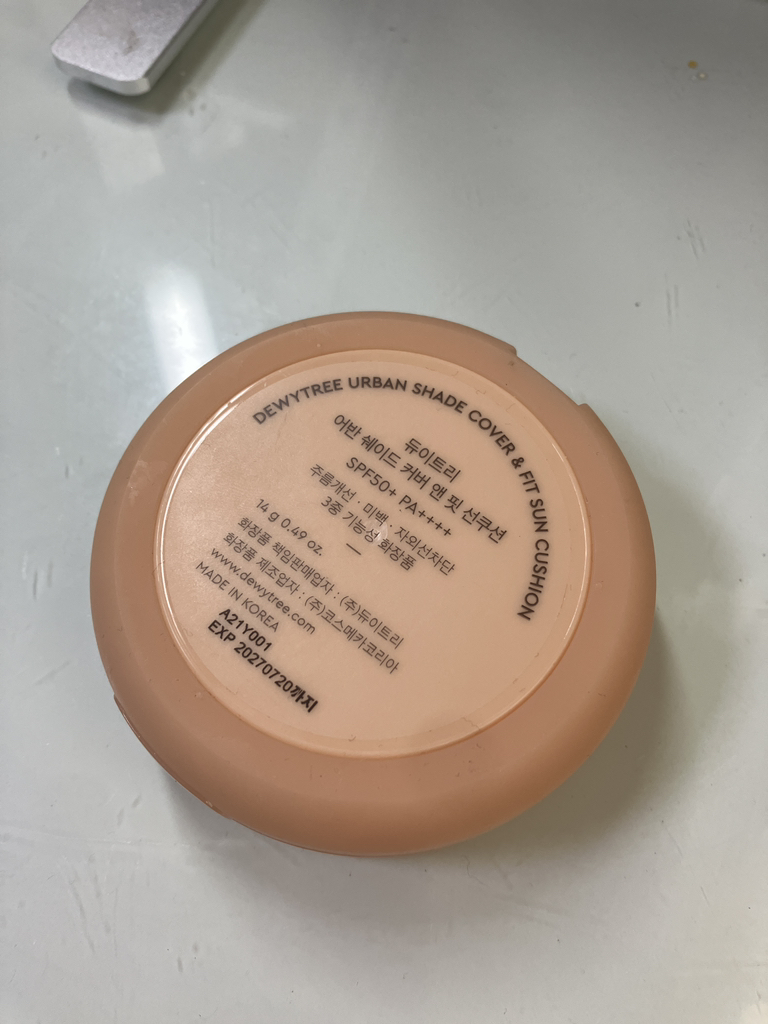 DEWYTREE URBAN SHADE COVER & FIT SUN CUSHION
듀이트리
어반 쉐이드 커버 앤 핏 선쿠션
SPF50+ PA++++
주름개선 · 미백 · 자외선차단
3중 기능성 화장품
14 g 0.49 oz.
화장품 책임판매업자 : (주)듀이트리
화장품 제조업자 : (주)코스메카코리아
www.dewytree.com
MADE IN KOREA
A21Y001
EXP 20270720까지